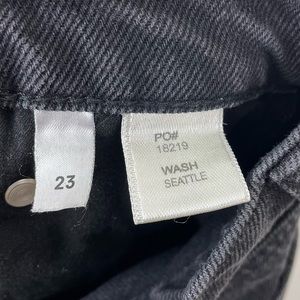 23
PO#
18219
WASH
SEATTLE